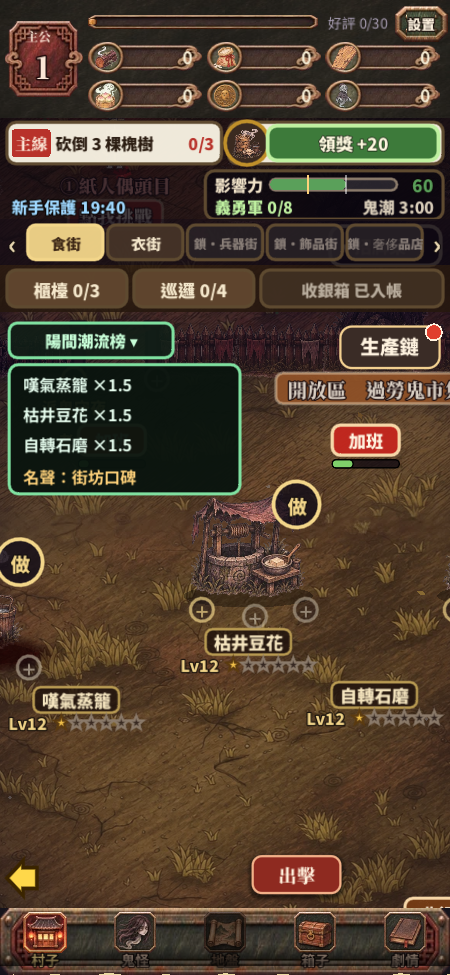 主公
1
好評 0/30
設置
0
0
0
0
0
0
主線 砍倒 3 棵槐樹 0/3
領獎 +20
紙人偶頭目
影響力 60
新手保護 19:40
義勇軍 0/8
鬼潮 3:00
‹
食街
衣街
鎖·兵器街
鎖·飾品街
鎖·奢侈品店
›
櫃檯 0/3
巡邏 0/4
收銀箱 已入帳
陽間潮流榜 ▾
生產鏈
嘆氣蒸籠 ×1.5
枯井豆花 ×1.5
自轉石磨 ×1.5
名聲：街坊口碑
開放區 過勞鬼市
加班
做
做
枯井豆花
Lv12 ★☆☆☆☆☆
嘆氣蒸籠
Lv12 ★☆☆☆☆☆
自轉石磨
Lv12 ★☆☆☆☆☆
出擊
村子
鬼怪
地盤
箱子
劇情